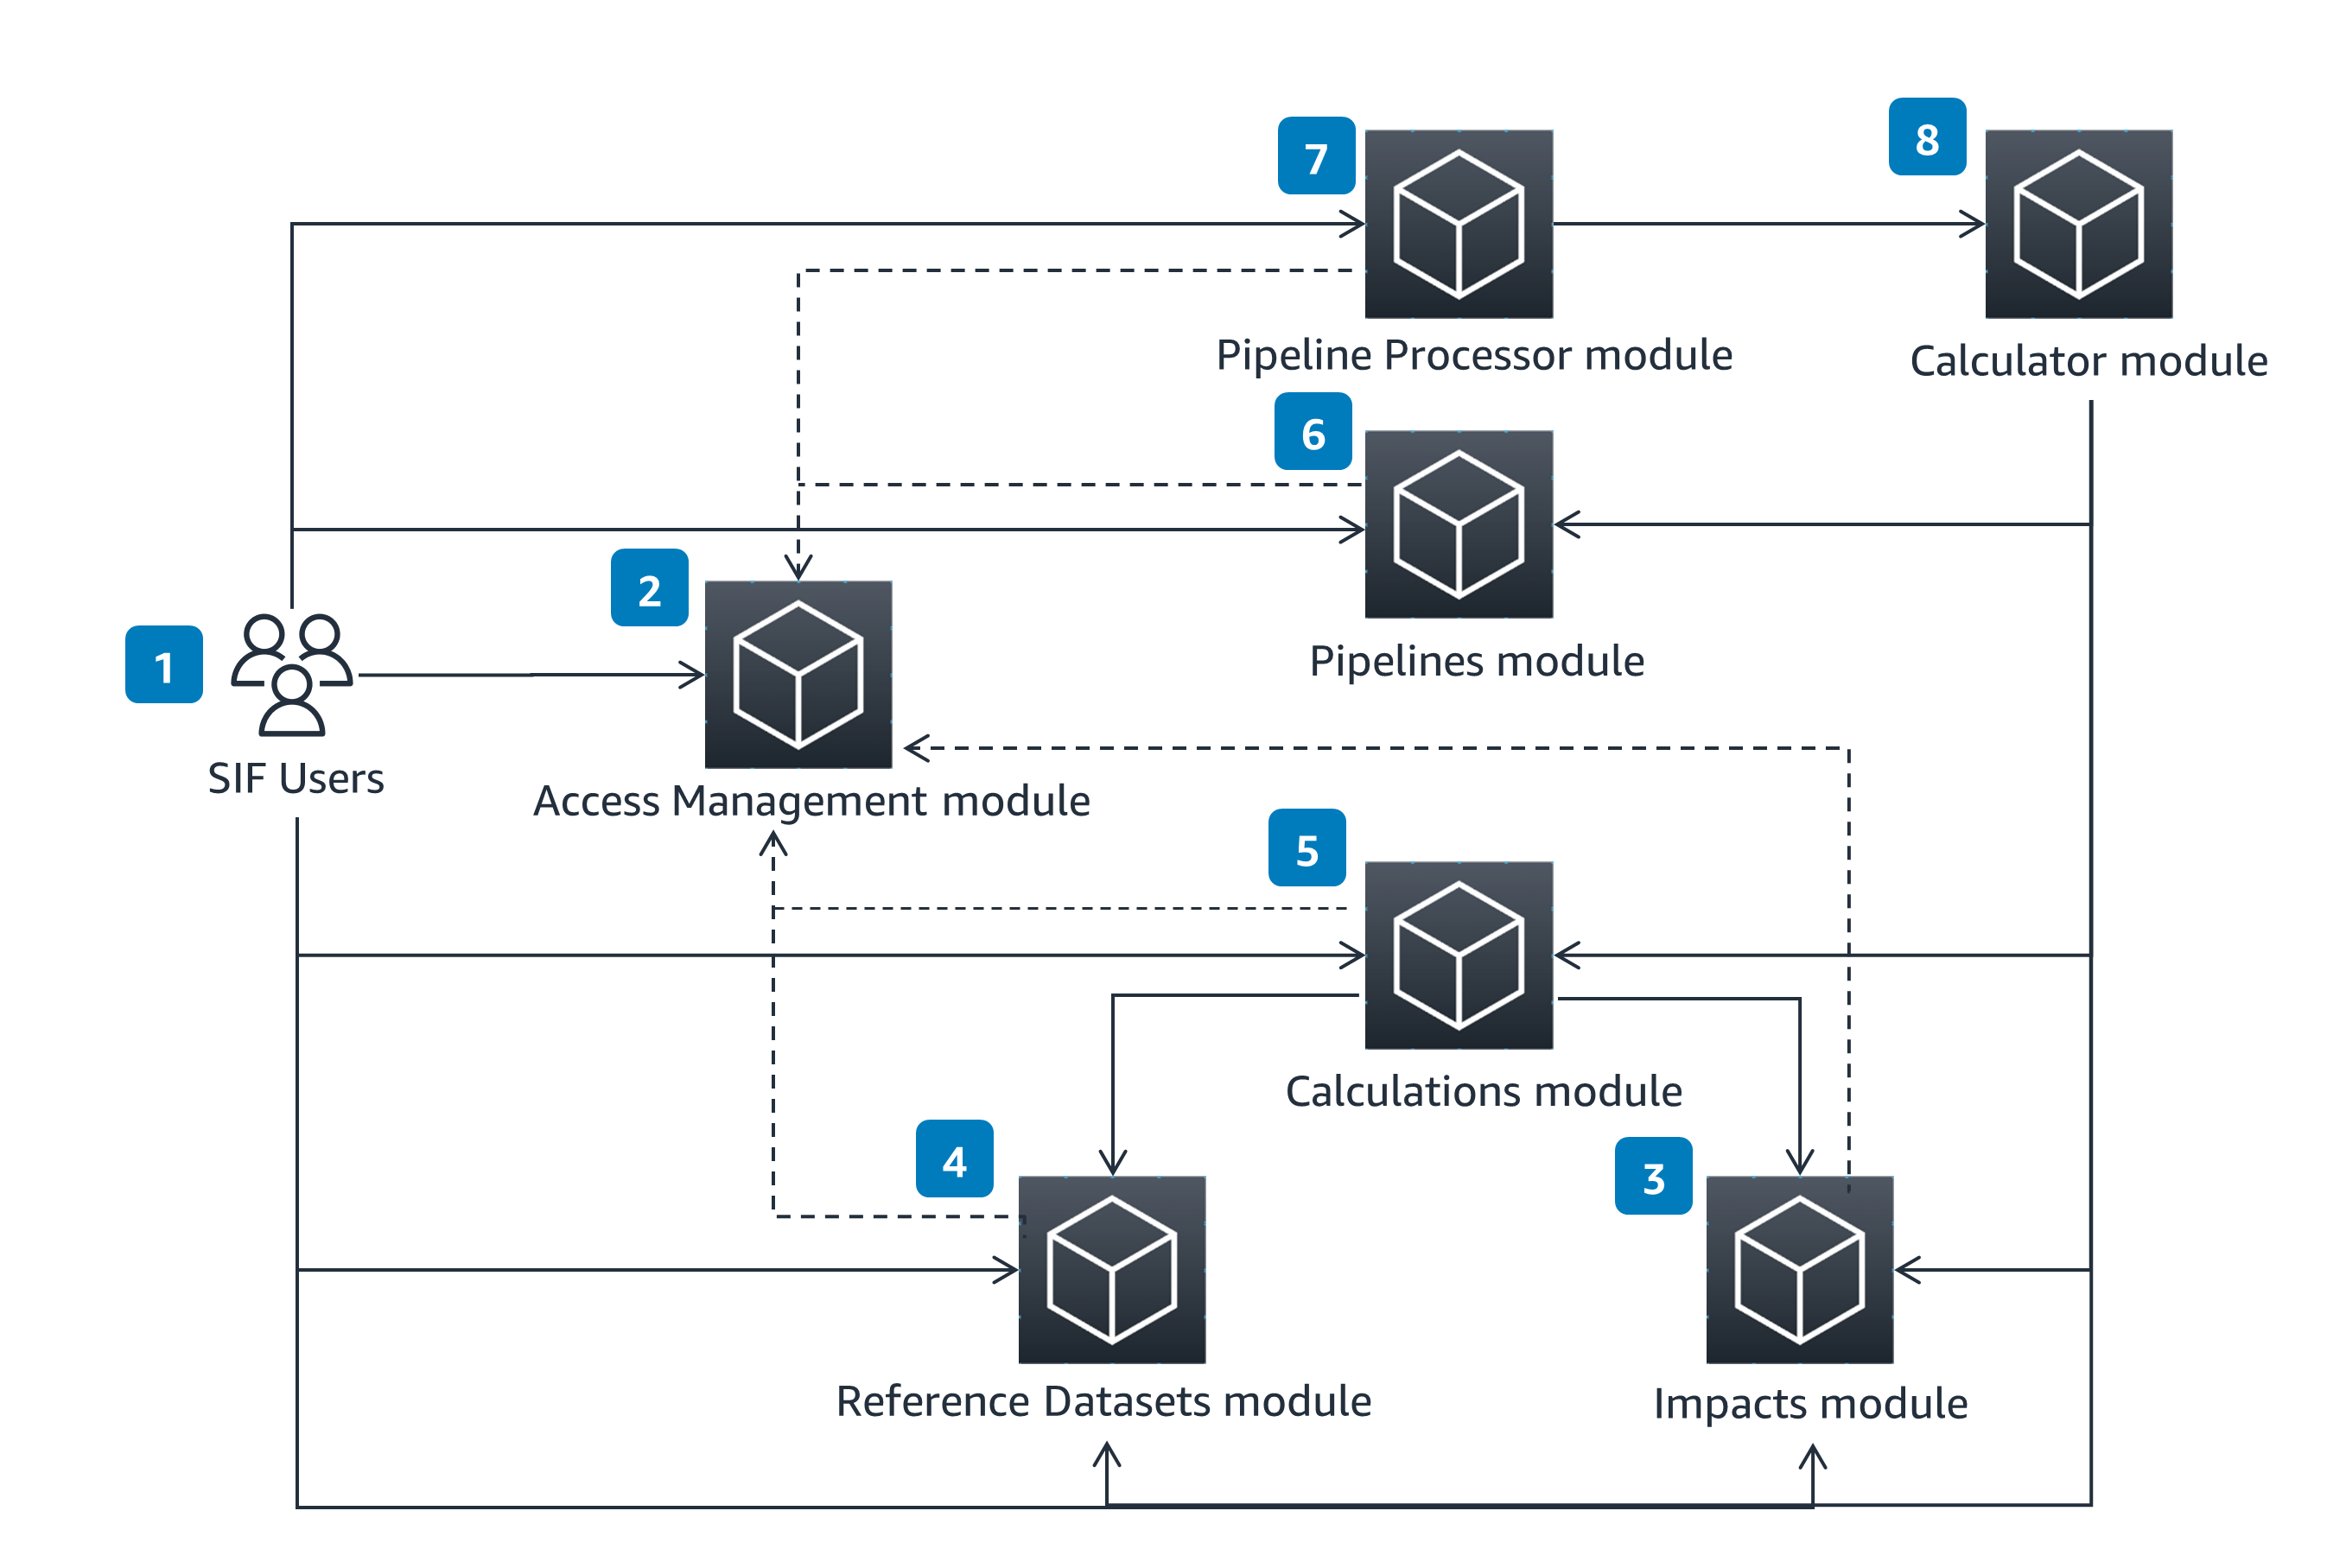 7
8
Pipeline Processor module
Calculator module
6
2
1
Pipelines module
SIF Users
Access Management module
5
Calculations module
4
3
Reference Datasets module
Impacts module